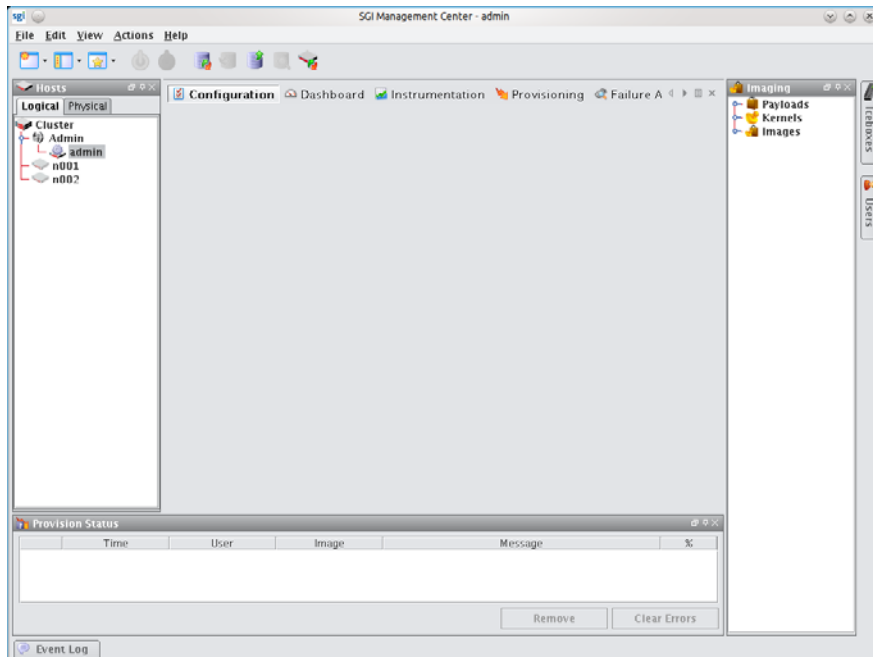 sgi
SGI Management Center - admin
File Edit View Actions Help
Hosts
Logical Physical
Cluster
Admin
admin
n001
n002
Configuration Dashboard Instrumentation Provisioning Failure A
Imaging
Payloads
Kernels
Images
Iceboxes
Users
Provision Status
Time User Image Message %
Remove Clear Errors
Event Log